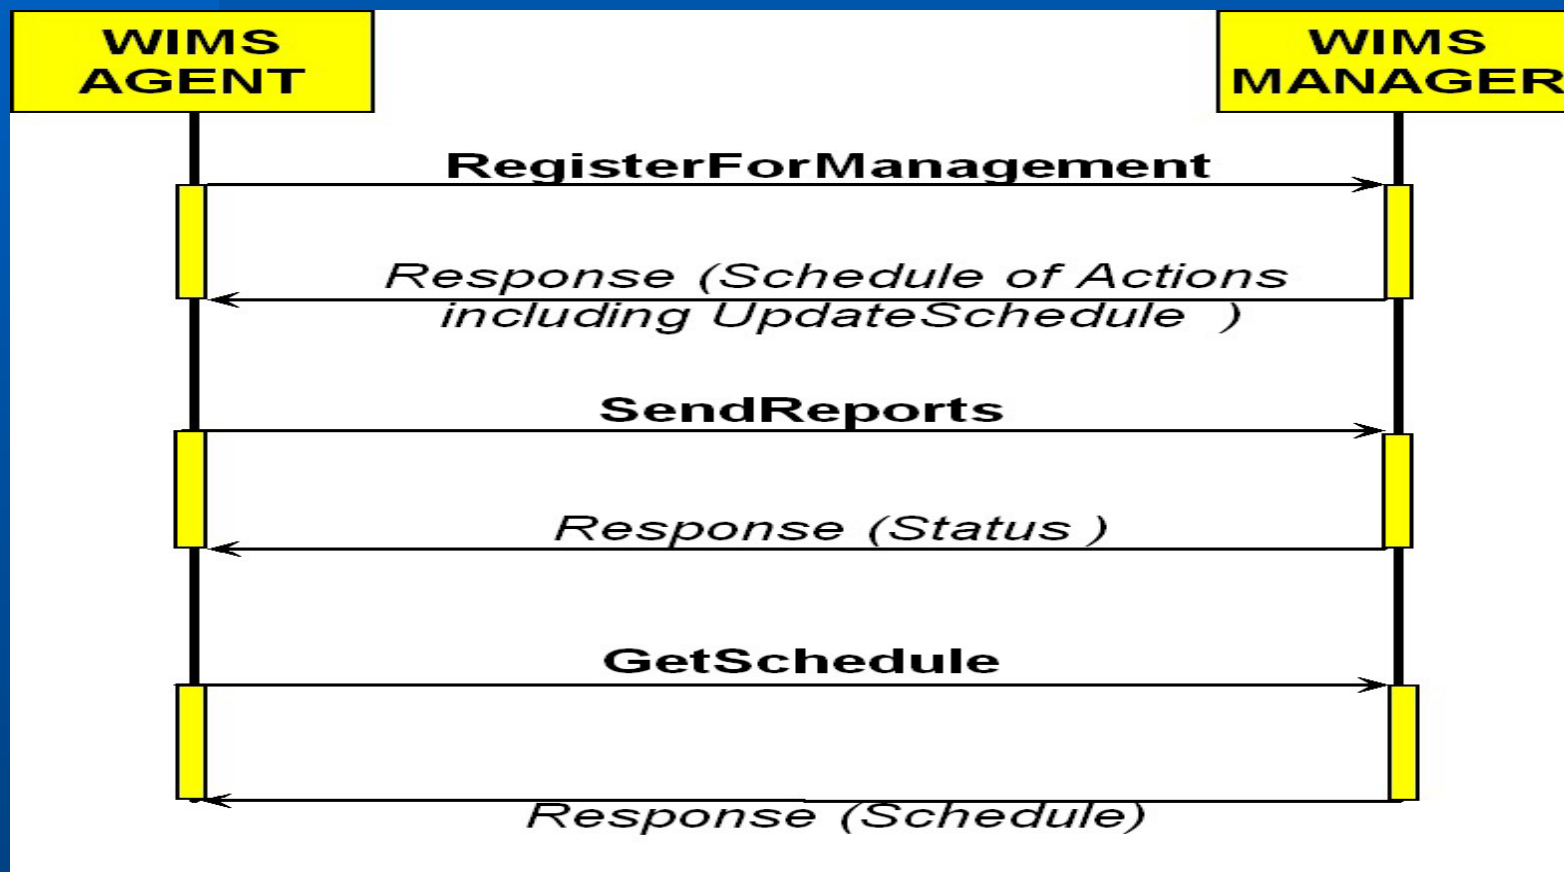 WIMS
AGENT
WIMS
MANAGER
RegisterForManagement
Response (Schedule of Actions
including UpdateSchedule )
SendReports
Response (Status )
GetSchedule
Response (Schedule)